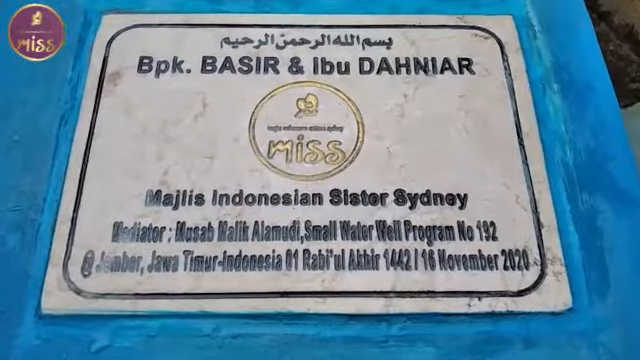 miss
بسم الله الرحمن الرحيم
Bpk. BASIR & Ibu DAHNIAR
miss
Majlis Indonesian Sister Sydney
Mediator : Musab Malik Alamudi,Small Water Well Program No 192
@ Jember, Jawa Timur-Indonesia 01 Rabi'ul Akhir 1442 / 16 November 2020